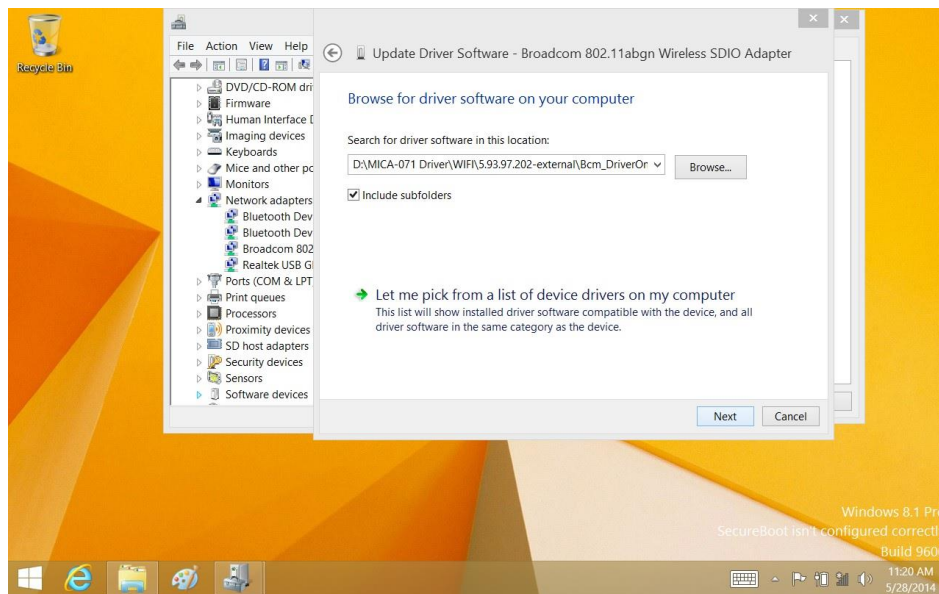 Recycle Bin
File Action View Help
DVD/CD-ROM dri
Firmware
Human Interface D
Imaging devices
Keyboards
Mice and other po
Monitors
Network adapters
Bluetooth Dev
Bluetooth Dev
Broadcom 802
Realtek USB G
Ports (COM & LPT
Print queues
Processors
Proximity devices
SD host adapters
Security devices
Sensors
Software devices
Update Driver Software - Broadcom 802.11abgn Wireless SDIO Adapter
Browse for driver software on your computer
Search for driver software in this location:
D:\MICA-071 Driver\WIFI\5.93.97.202-external\Bcm_DriverOr
Browse...
Include subfolders
Let me pick from a list of device drivers on my computer
This list will show installed driver software compatible with the device, and all
driver software in the same category as the device.
Next Cancel
Windows 8.1 Pr
SecureBoot isn't configured correctl
Build 960
11:20 AM
5/28/2014